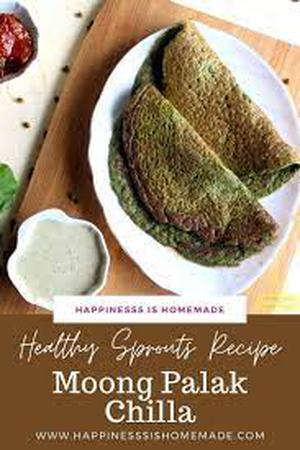 HAPPINESSS IS HOMEMADE
Healthy Sprouts Recipe
Moong Palak
Chilla
WWW.HAPPINESSSISHOMEMADE.COM